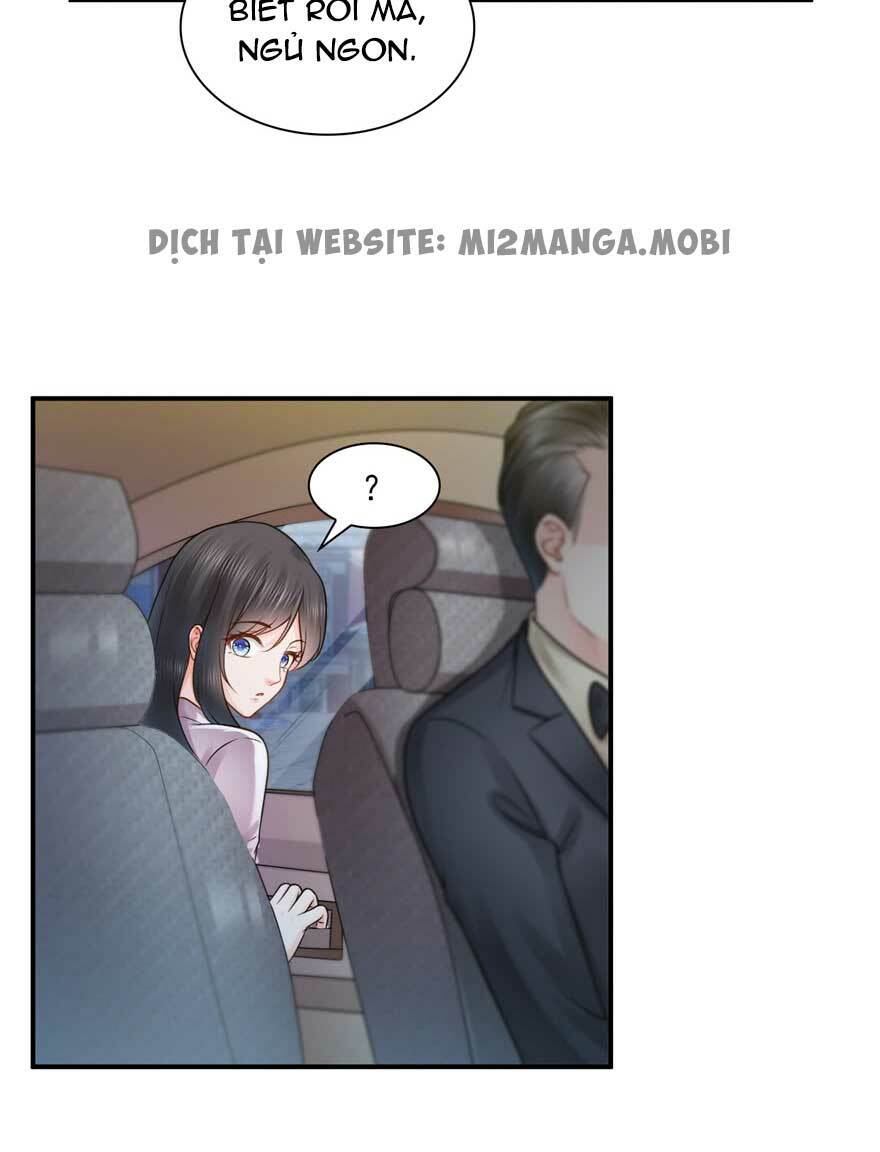 BIẾT RỒI MÀ,
NGỦ NGON.
DỊCH TẠI WEBSITE: MI2MANGA.MOBI
?